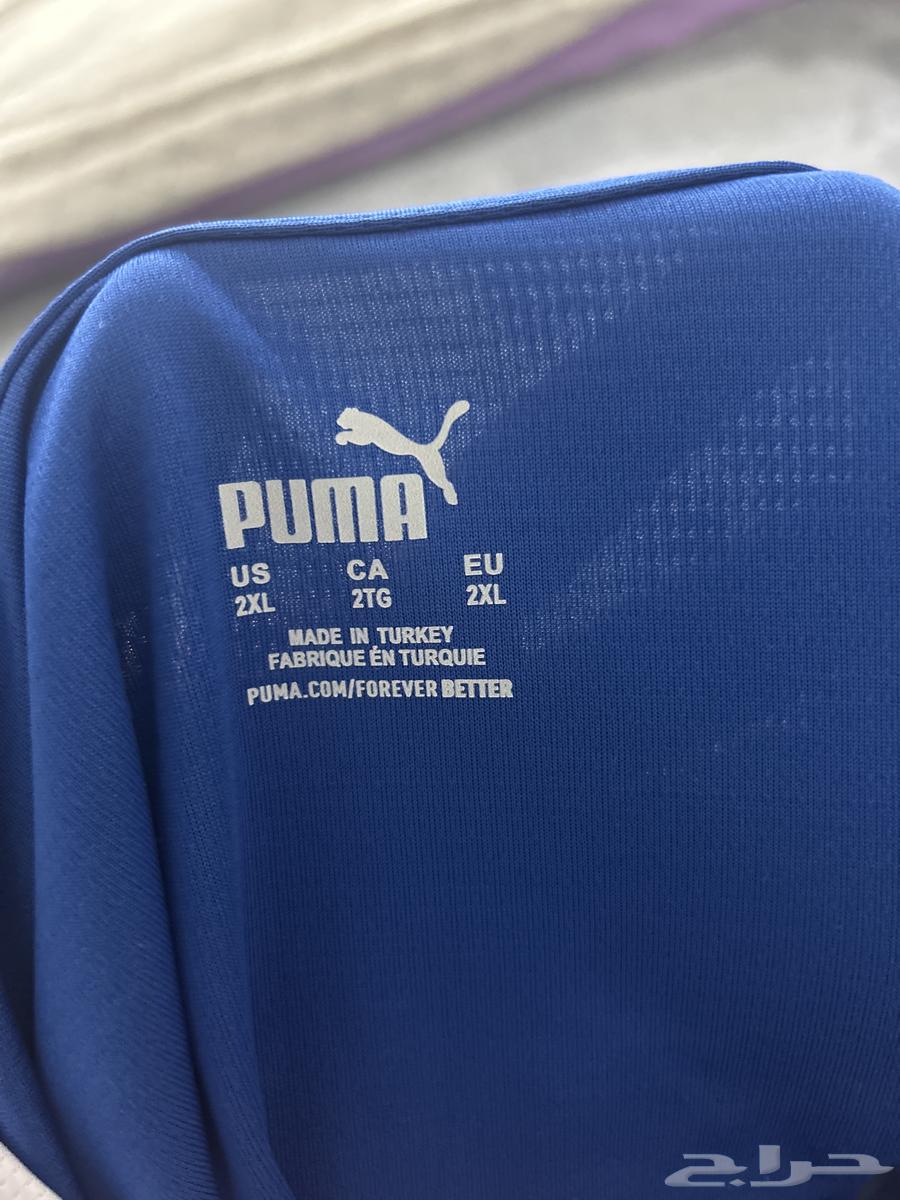 PUMA
US CA EU
2XL 2TG 2XL
MADE IN TURKEY
FABRIQUE ÉN TURQUIE
PUMA.COM/FOREVER BETTER
حراج